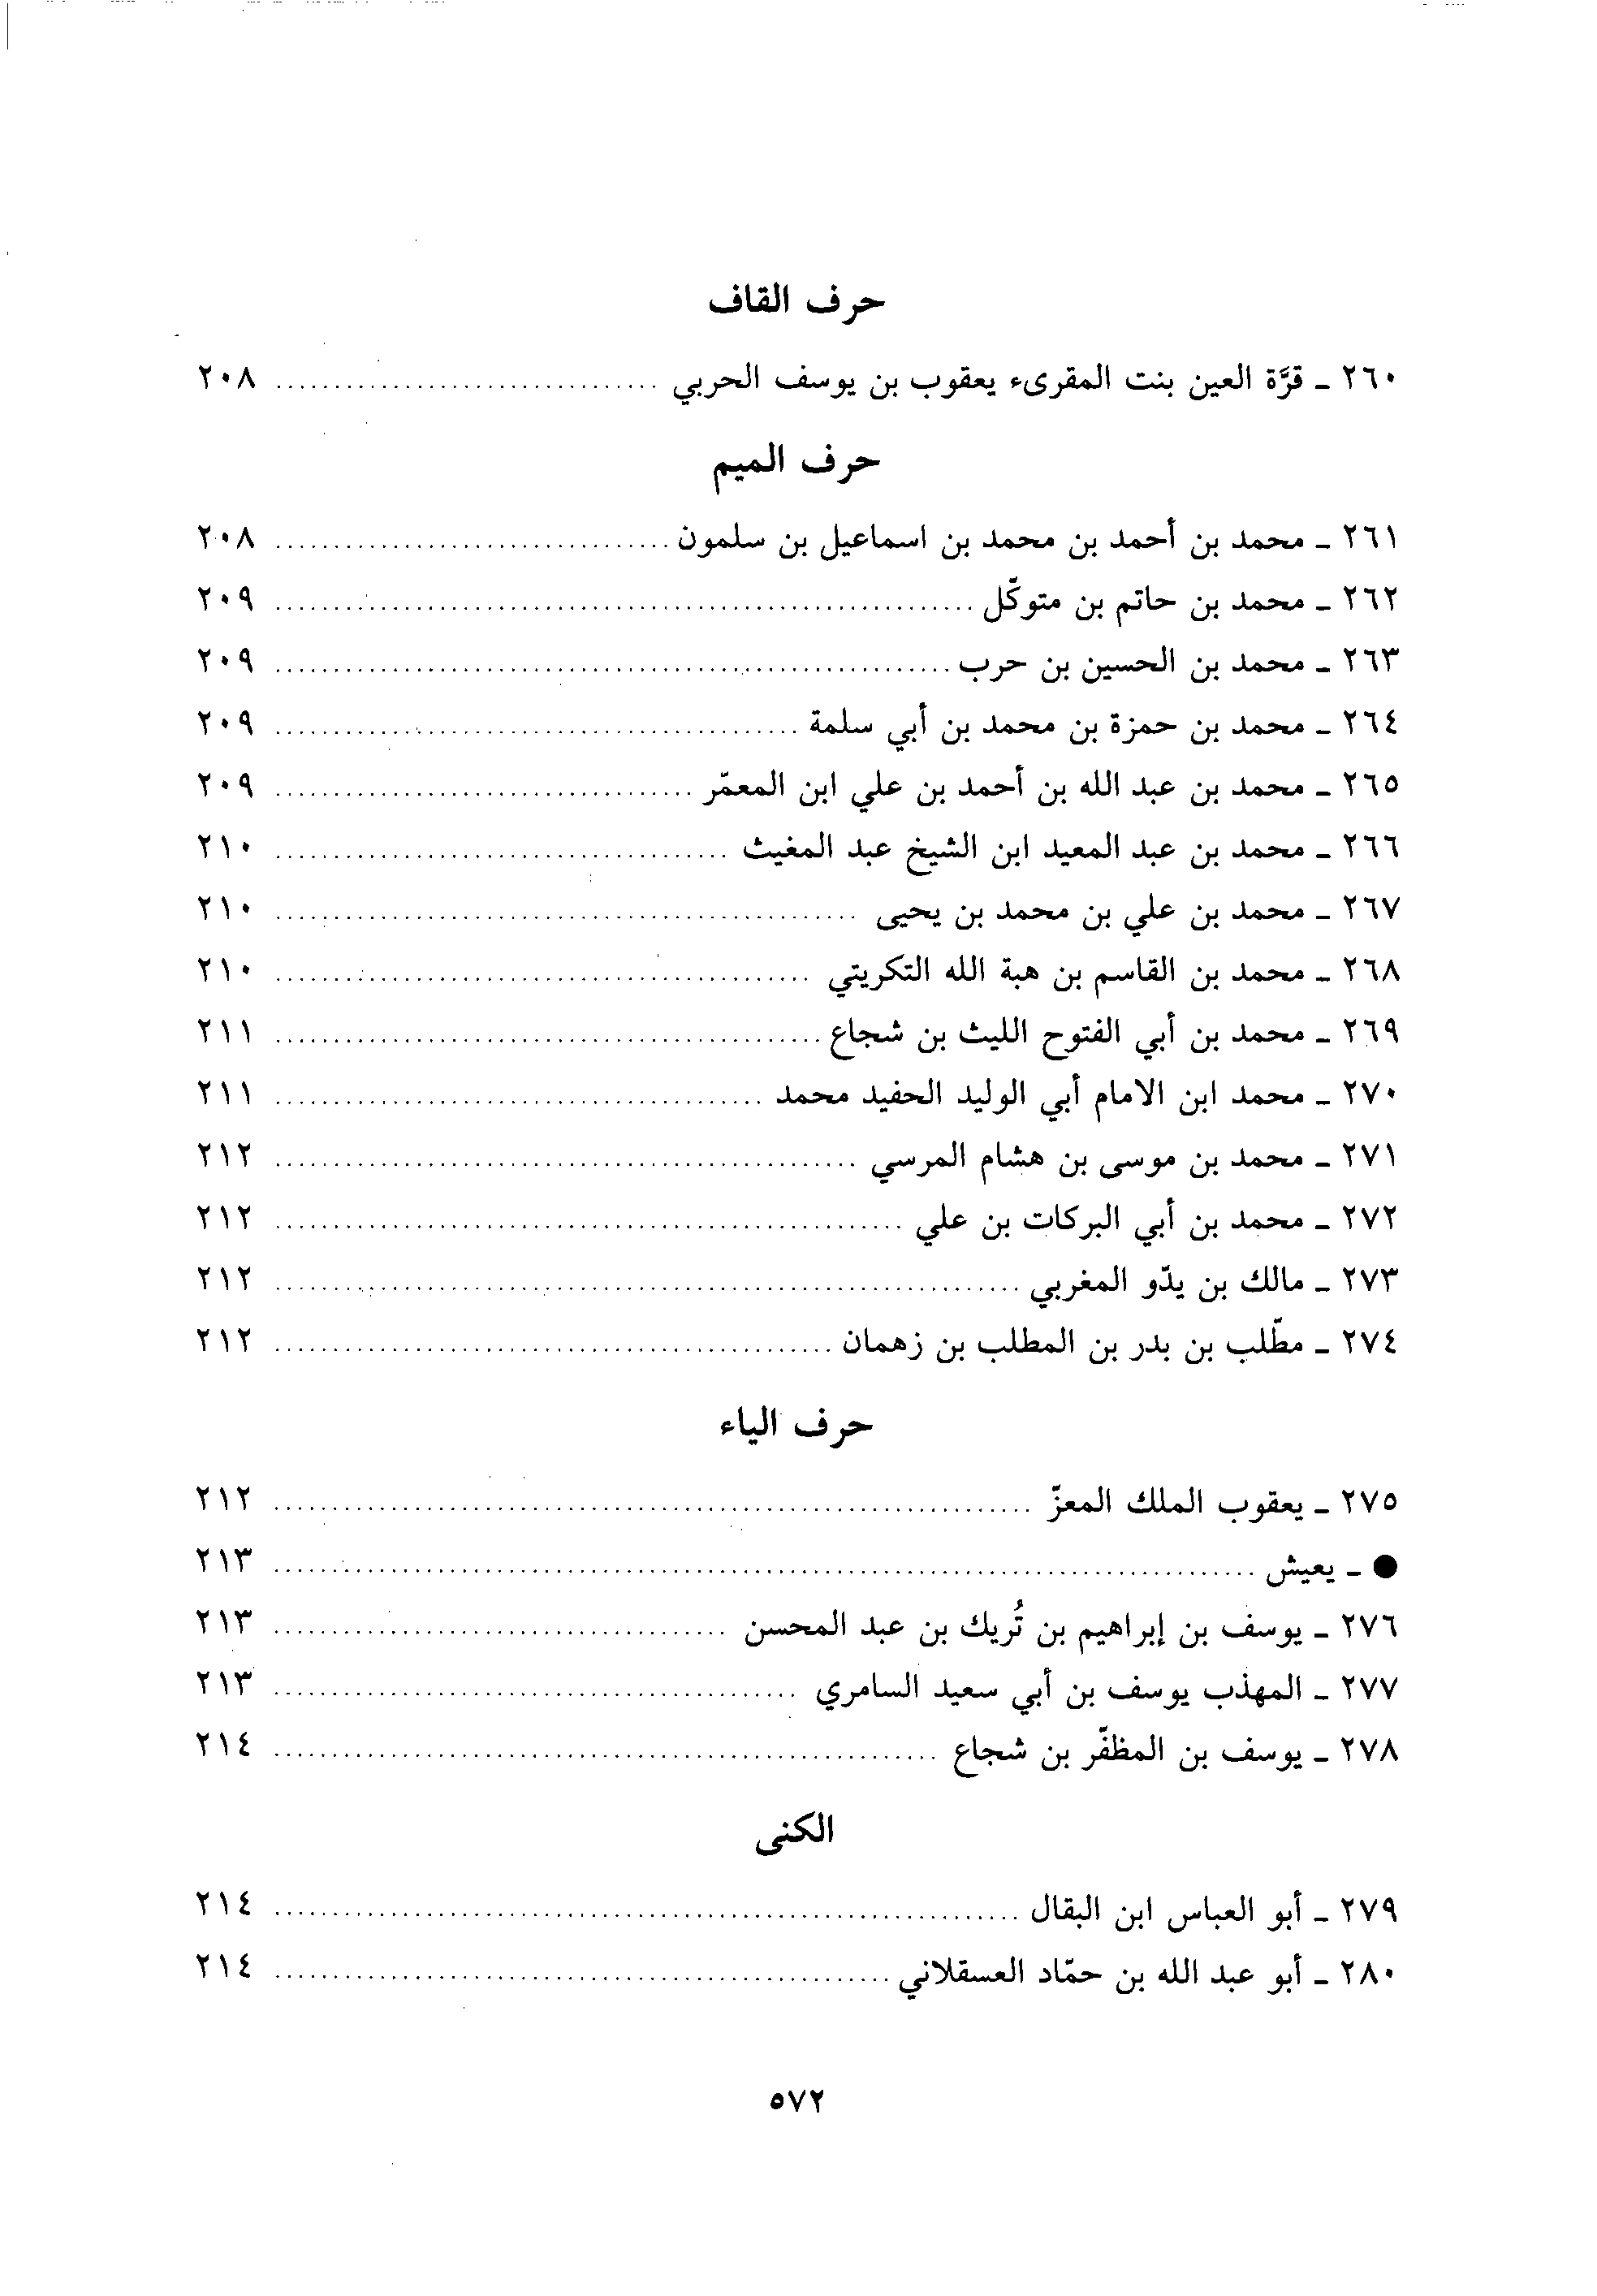 حرف القاف
٢٦٠ ـ قرَّة العين بنت المقرىء يعقوب بن يوسف الحربي ................................ ٢٠٨
حرف الميم
٢٦١ ـ محمد بن أحمد بن محمد بن اسماعيل بن سلمون ................................ ٢٠٨
٢٦٢ ـ محمد بن حاتم بن متوكّل ................................ ٢٠٩
٢٦٣ ـ محمد بن الحسين بن حرب ................................ ٢٠٩
٢٦٤ ـ محمد بن حمزة بن محمد بن أبي سلمة ................................ ٢٠٩
٢٦٥ ـ محمد بن عبد الله بن أحمد بن علي ابن المعمّر ................................ ٢٠٩
٢٦٦ ـ محمد بن عبد المعيد ابن الشيخ عبد المغيث ................................ ٢١٠
٢٦٧ ـ محمد بن علي بن محمد بن يحيى ................................ ٢١٠
٢٦٨ ـ محمد بن القاسم بن هبة الله التكريتي ................................ ٢١٠
٢٦٩ ـ محمد بن أبي الفتوح الليث بن شجاع ................................ ٢١١
٢٧٠ ـ محمد ابن الامام أبي الوليد الحفيد محمد ................................ ٢١١
٢٧١ ـ محمد بن موسى بن هشام المرسي ................................ ٢١٢
٢٧٢ ـ محمد بن أبي البركات بن علي ................................ ٢١٢
٢٧٣ ـ مالك بن يدّو المغربي ................................ ٢١٢
٢٧٤ ـ مطّلب بن بدر بن المطلب بن زهمان ................................ ٢١٢
حرف الياء
٢٧٥ ـ يعقوب الملك المعزّ ................................ ٢١٢
● ـ يعيش ................................ ٢١٣
٢٧٦ ـ يوسف بن إبراهيم بن تُريك بن عبد المحسن ................................ ٢١٣
٢٧٧ ـ المهذب يوسف بن أبي سعيد السامري ................................ ٢١٣
٢٧٨ ـ يوسف بن المظفّر بن شجاع ................................ ٢١٤
الكنى
٢٧٩ ـ أبو العباس ابن البقال ................................ ٢١٤
٢٨٠ ـ أبو عبد الله بن حمّاد العسقلاني ................................ ٢١٤
٥٧٢